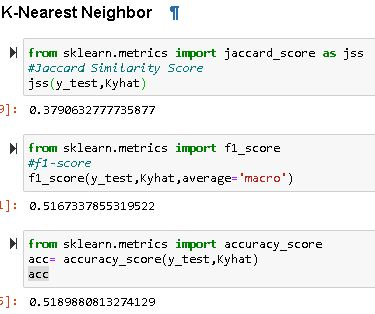 K-Nearest Neighbor ¶
from sklearn.metrics import jaccard_score as jss
#Jaccard Similarity Score
jss(y_test,Kyhat)
9]: 0.3790632777735877
from sklearn.metrics import f1_score
#f1-score
f1_score(y_test,Kyhat,average='macro')
1]: 0.5167337855319522
from sklearn.metrics import accuracy_score
acc= accuracy_score(y_test,Kyhat)
acc
5]: 0.5189880813274129